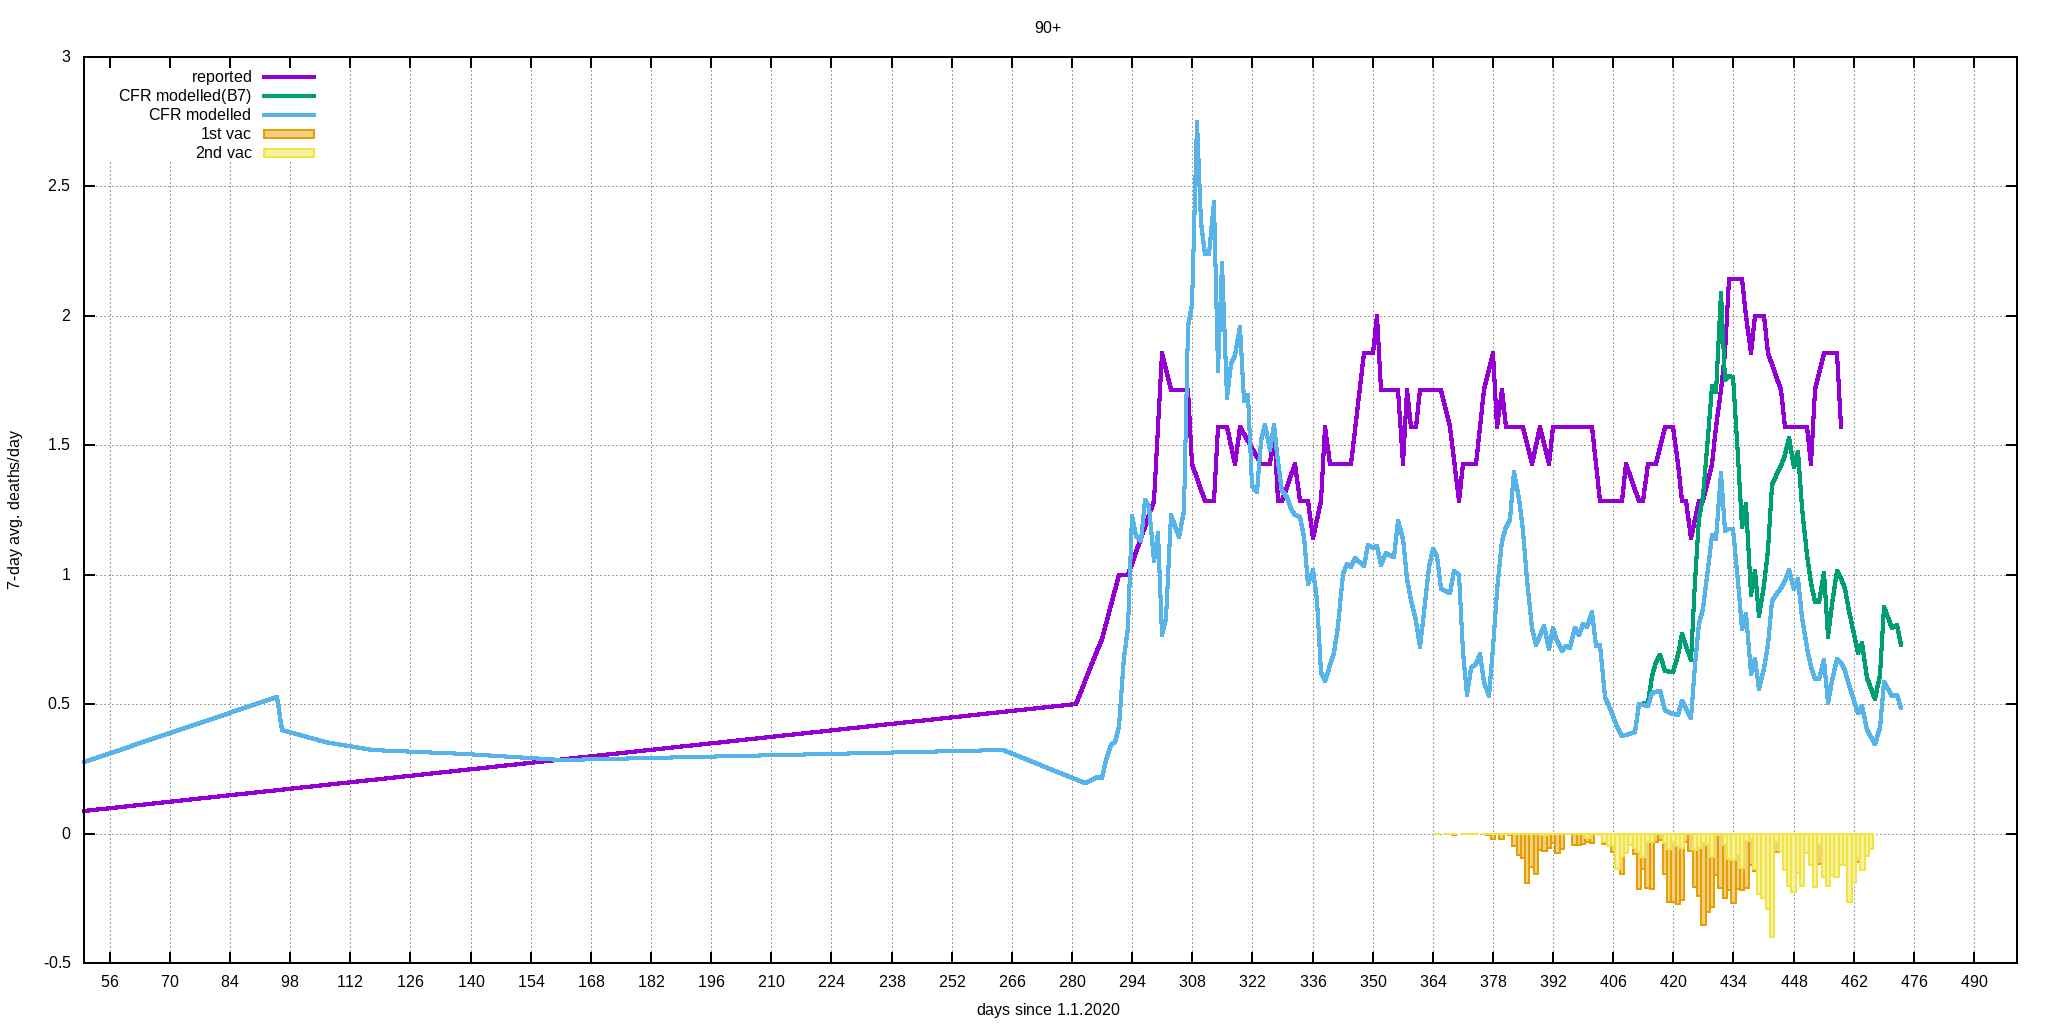 90+
3
2.5
2
1.5
1
0.5
0
-0.5
7-day avg. deaths/day
reported
CFR modelled(B7)
CFR modelled
1st vac
2nd vac
56 70 84 98 112 126 140 154 168 182 196 210 224 238 252 266 280 294 308 322 336 350 364 378 392 406 420 434 448 462 476 490
days since 1.1.2020